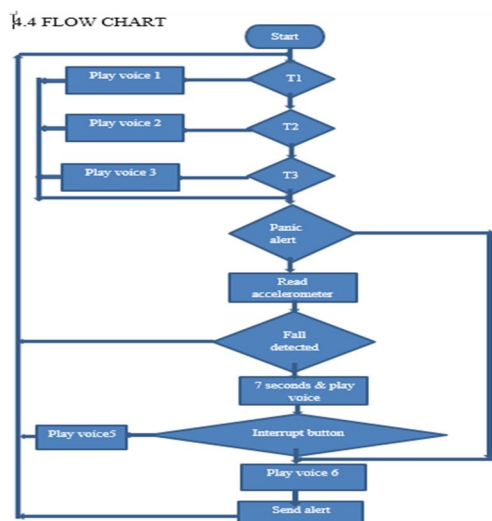 4.4 FLOW CHART
Start
Play voice 1
T1
Play voice 2
T2
Play voice 3
T3
Panic
alert
Read
accelerometer
Fall
detected
7 seconds & play
voice
Play voice5
Interrupt button
Play voice 6
Send alert